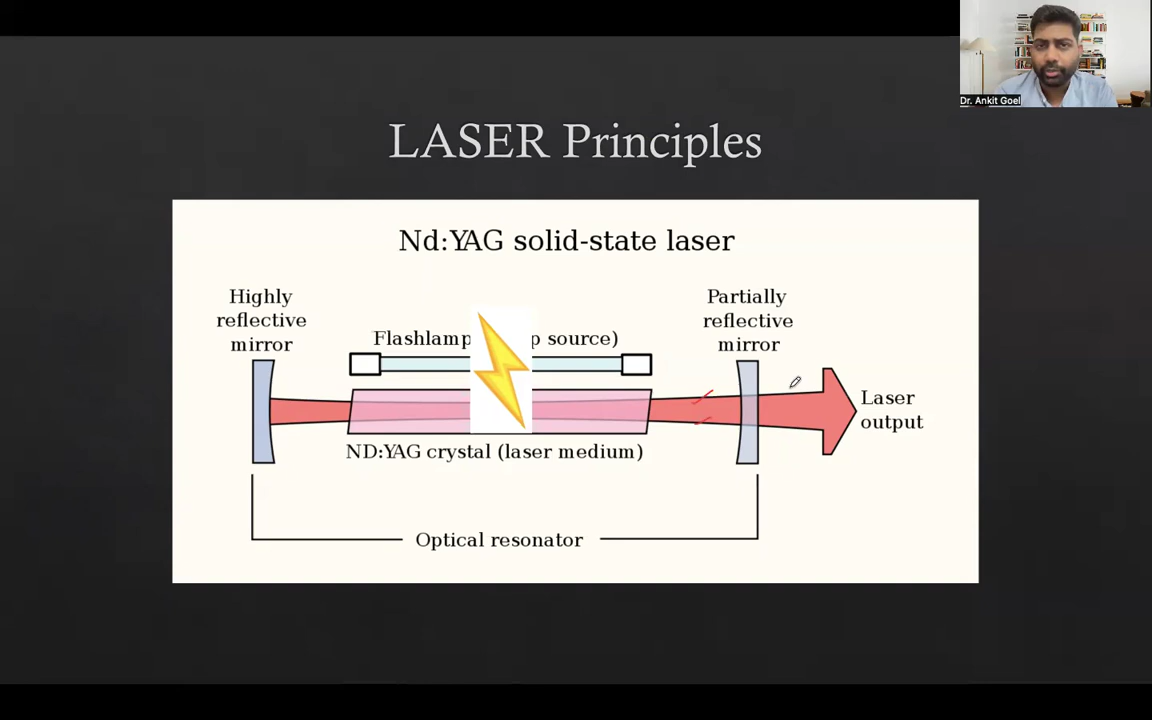 Dr. Ankit Goel
LASER Principles
Nd:YAG solid-state laser
Highly
reflective
mirror
Partially
reflective
mirror
Flashlamp source)
Laser
output
ND:YAG crystal (laser medium)
Optical resonator